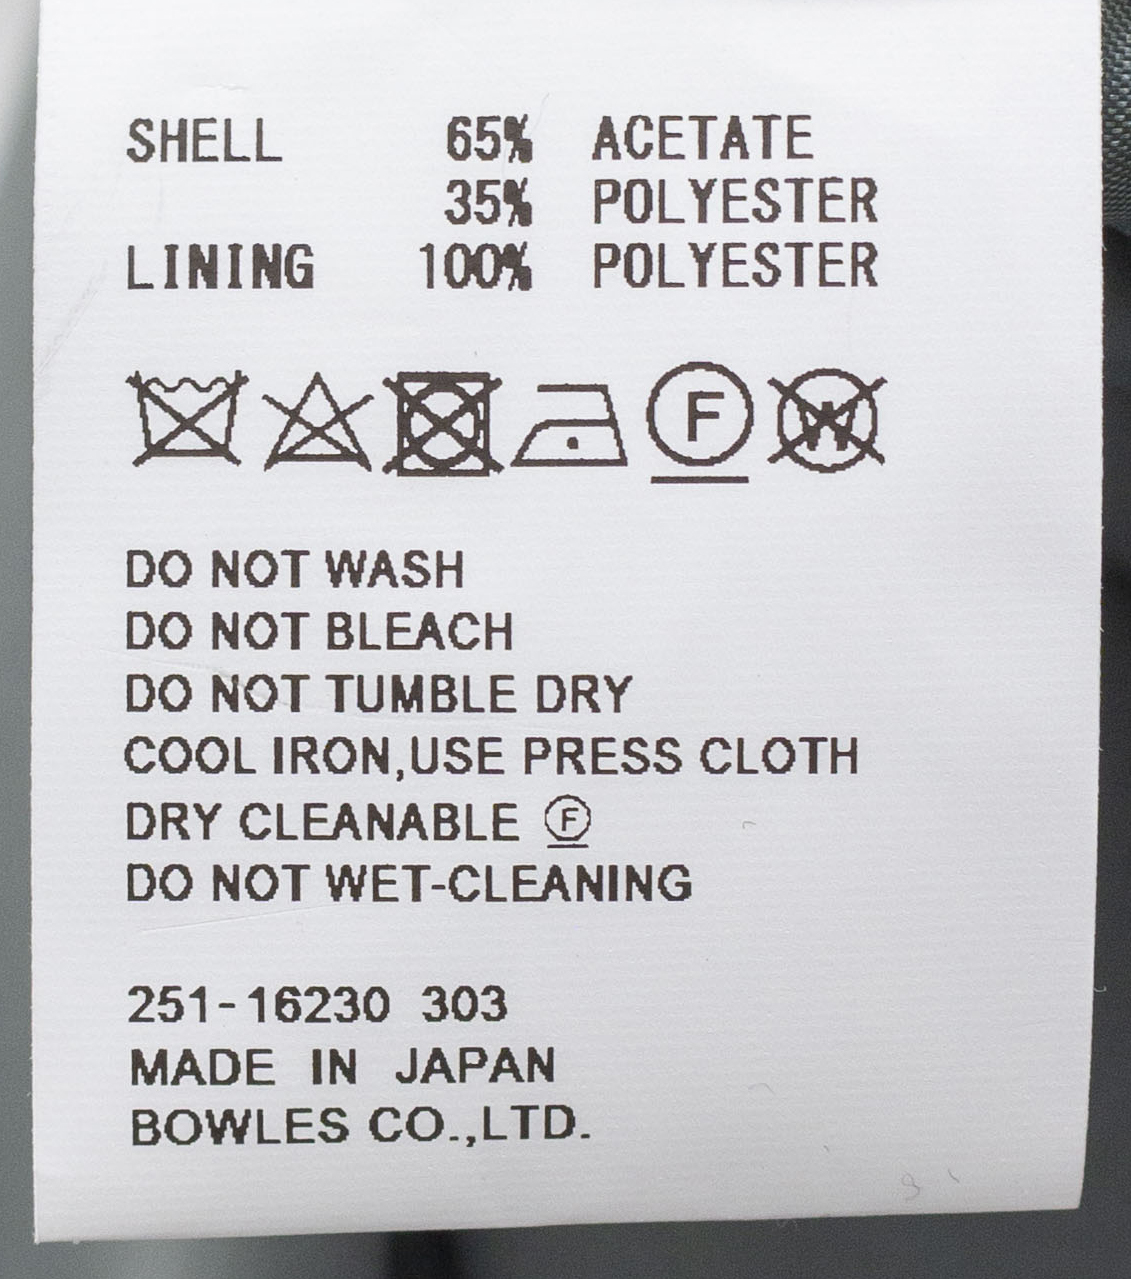 SHELL 65% ACETATE
35% POLYESTER
LINING 100% POLYESTER
F W
DO NOT WASH
DO NOT BLEACH
DO NOT TUMBLE DRY
COOL IRON,USE PRESS CLOTH
DRY CLEANABLE Ⓕ
DO NOT WET-CLEANING
251-16230 303
MADE IN JAPAN
BOWLES CO.,LTD.